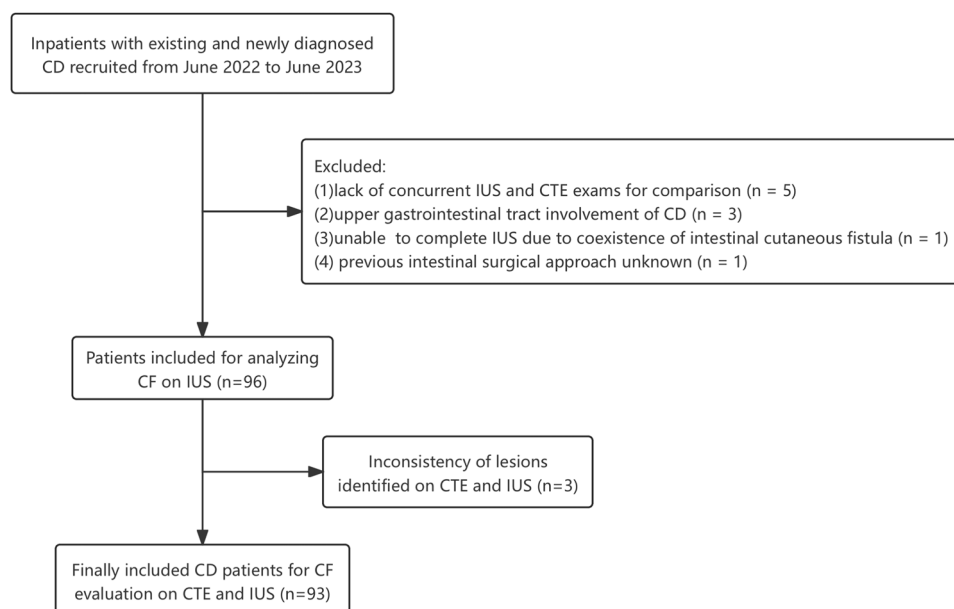 Inpatients with existing and newly diagnosed
CD recruited from June 2022 to June 2023
Excluded:
(1)lack of concurrent IUS and CTE exams for comparison (n = 5)
(2)upper gastrointestinal tract involvement of CD (n = 3)
(3)unable  to complete IUS due to coexistence of intestinal cutaneous fistula (n = 1)
(4) previous intestinal surgical approach unknown (n = 1)
Patients included for analyzing
CF on IUS (n=96)
Inconsistency of lesions
identified on CTE and IUS (n=3)
Finally included CD patients for CF
evaluation on CTE and IUS (n=93)